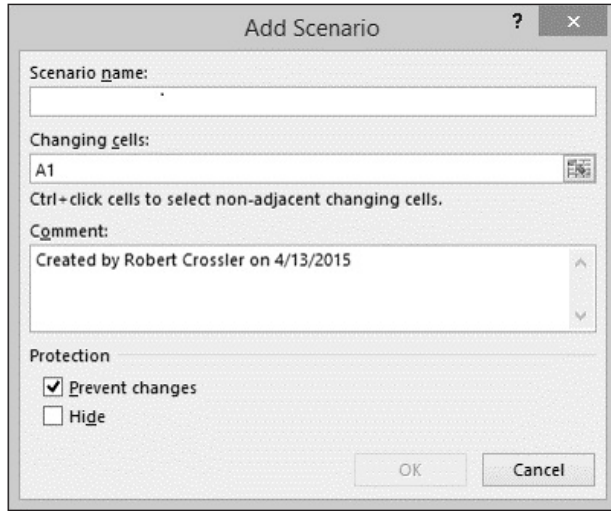 Add Scenario
?
×
Scenario name:
Changing cells:
A1
Ctrl+click cells to select non-adjacent changing cells.
Comment:
Created by Robert Crossler on 4/13/2015
Protection
Prevent changes
Hide
OK Cancel